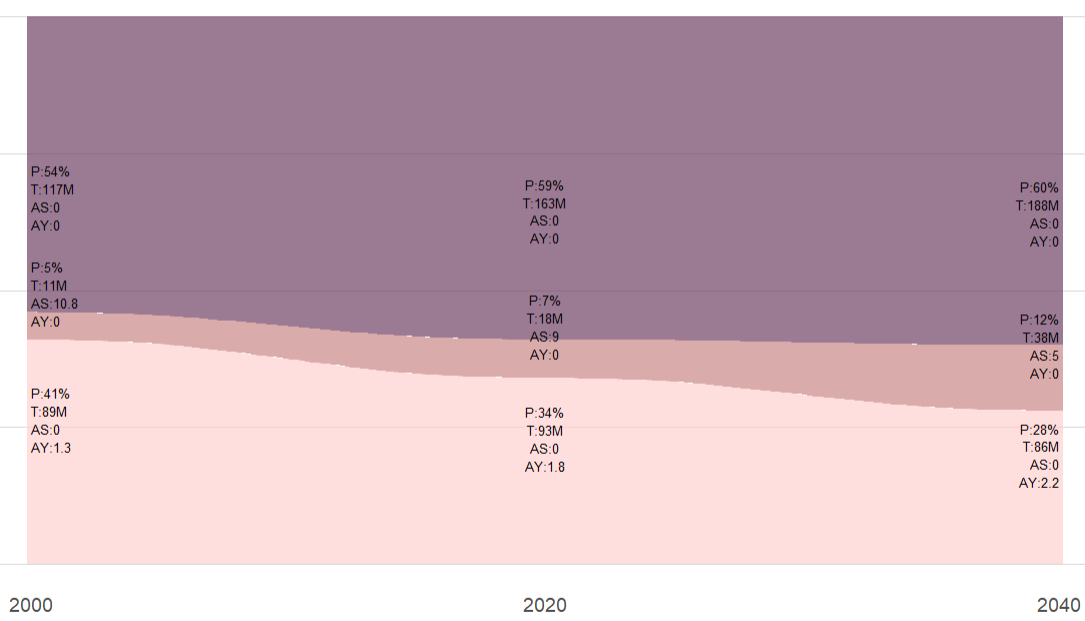 P:54%
T:117M
AS:0
AY:0
P:59%
T:163M
AS:0
AY:0
P:60%
T:188M
AS:0
AY:0
P:5%
T:11M
AS:10.8
AY:0
P:7%
T:18M
AS:9
AY:0
P:12%
T:38M
AS:5
AY:0
P:41%
T:89M
AS:0
AY:1.3
P:34%
T:93M
AS:0
AY:1.8
P:28%
T:86M
AS:0
AY:2.2
2000
2020
2040